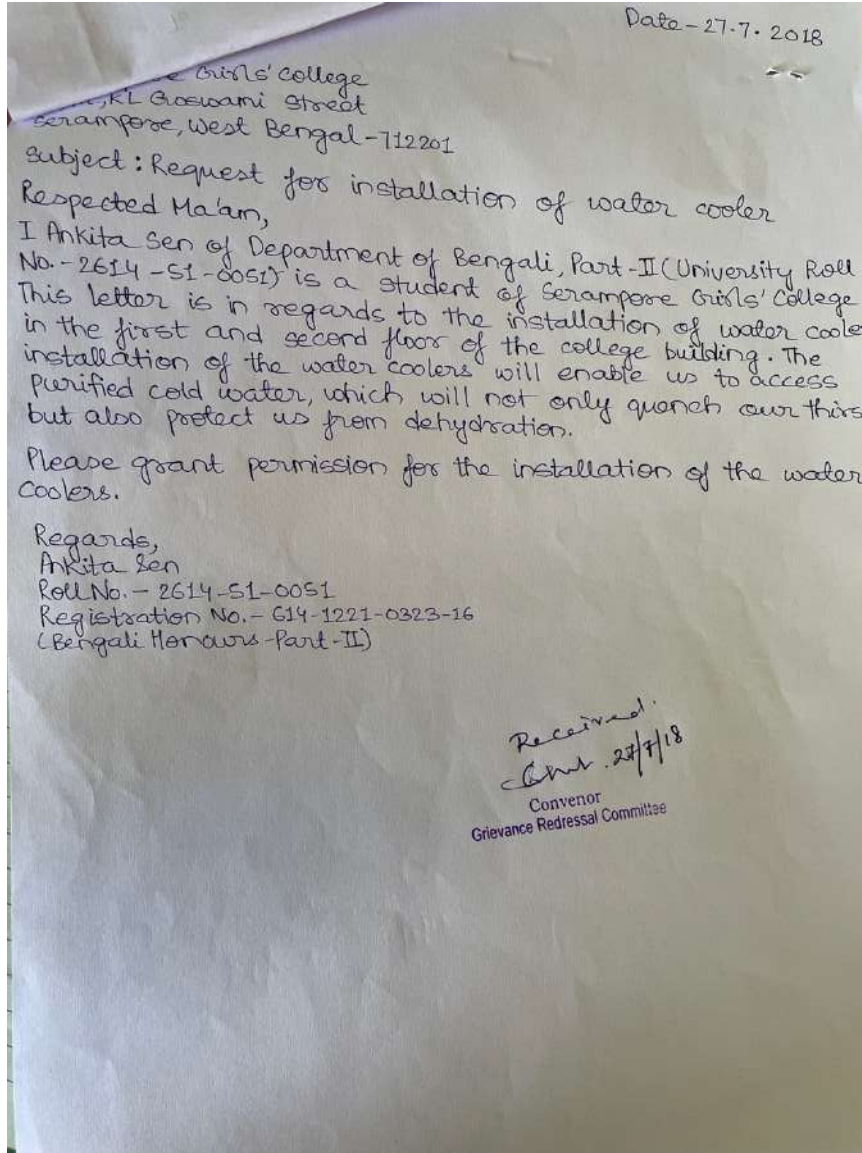 Date-27.7.2018
Girls' College
KL Goswami Street
Serampore, West Bengal-712201
Subject: Request for installation of water cooler
Respected Ma'am,
I Ankita Sen of Department of Bengali, Part-II (University Roll
No.-2614-S1-0051) is a student of Serampore Girls' College
This letter is in regards to the installation of water coole
in the first and second floor of the college building. The
installation of the water coolers will enable us to access
purified cold water, which will not only quench our thirs
but also protect us from dehydration.
Please grant permission for the installation of the water
coolers.
Regards,
Ankita Sen
Roll No.- 2614-S1-0051
Registration No.- 614-1221-0323-16
(Bengali Honours-Part-II)
Received.
27/7/18
Convenor
Grievance Redressal Committee